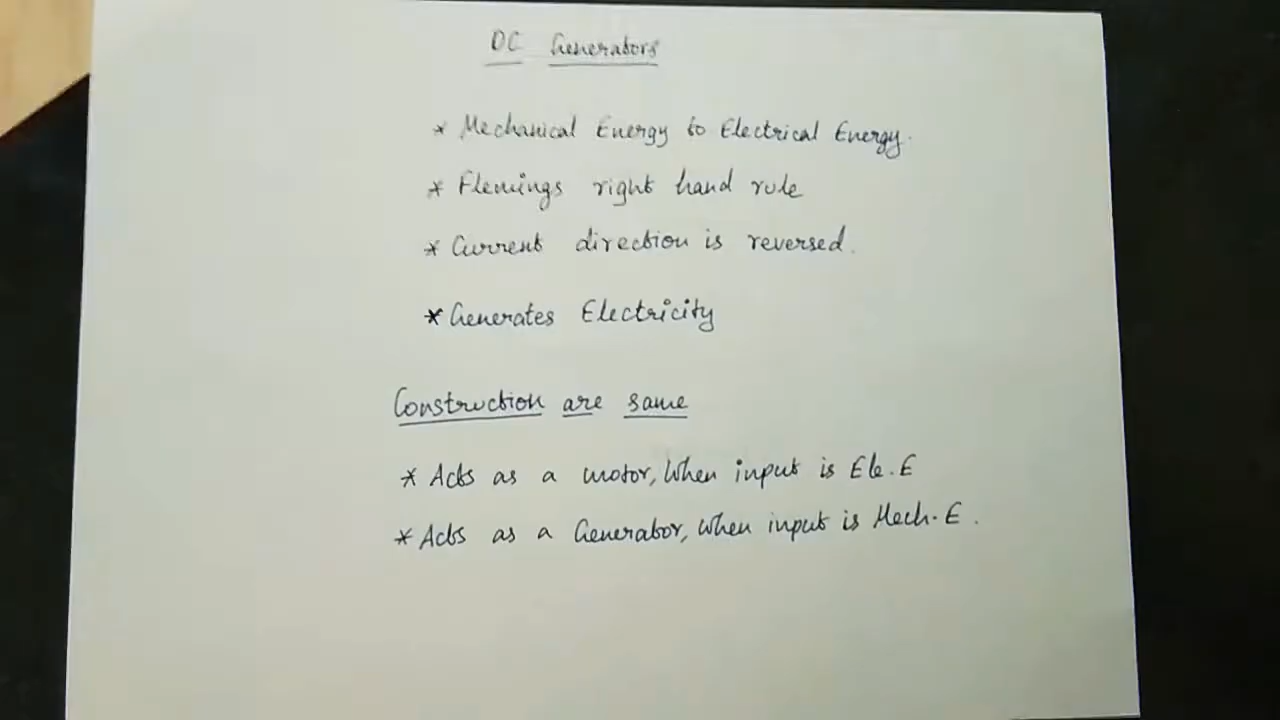 DC Generators
* Mechanical Energy to Electrical Energy.
* Flemings right hand rule
* Current direction is reversed.
* Generates Electricity
Construction are same
* Acts as a motor, When input is Ele.E
* Acts as a Generator, when input is Mech.E.